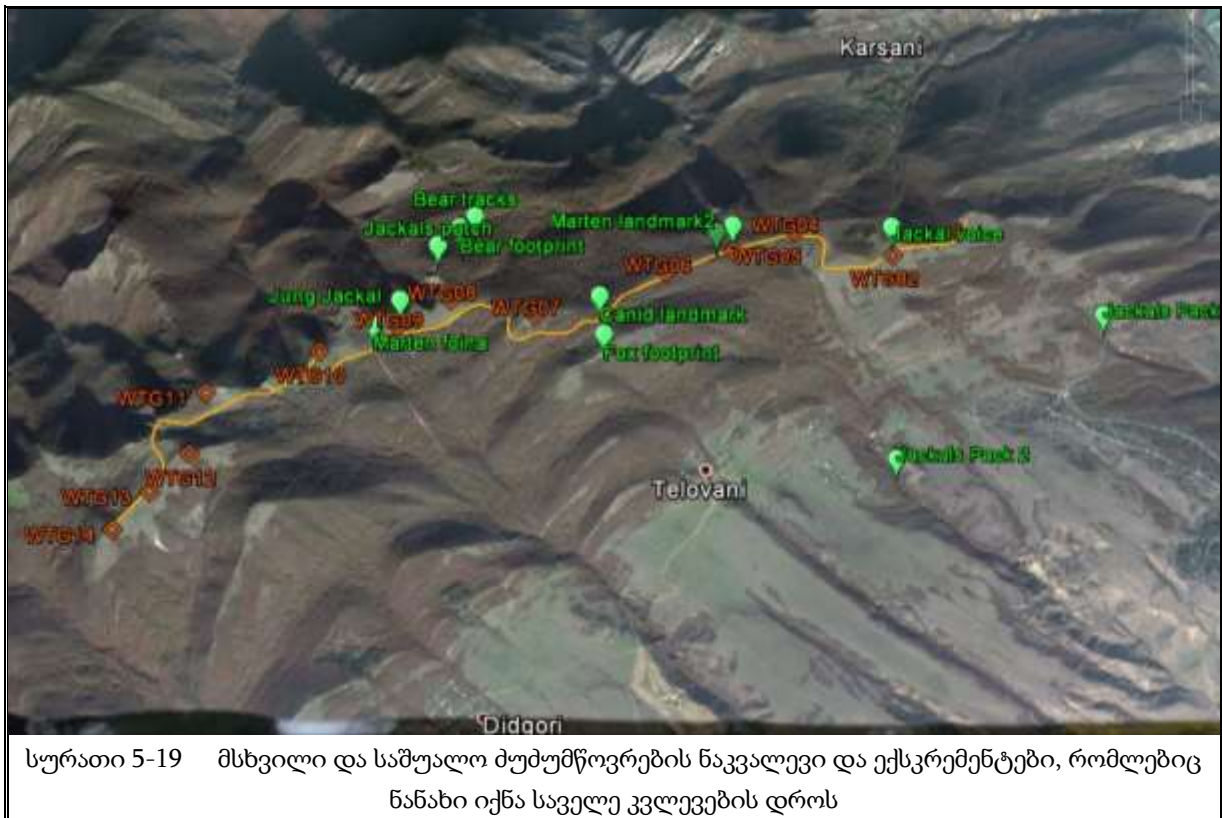 Karsani
Bear tracks
Jackals patch
Marten landmark2
WTG04
Jackal voice
Bear footprint
WTG05
WTG06
WTG02
Jung Jackal
WTG08
WTG07
Canid landmark
Jackals Pack
WTG09
Marten foina
Fox footprint
WTG10
WTG11
Jackals Pack 2
WTG12
Telovani
WTG13
WTG14
Didgori
სურათი 5-19 მსხვილი და საშუალო ძუძუმწოვრების ნაკვალევი და ექსკრემენტები, რომლებიც
ნანახი იქნა საველე კვლევების დროს